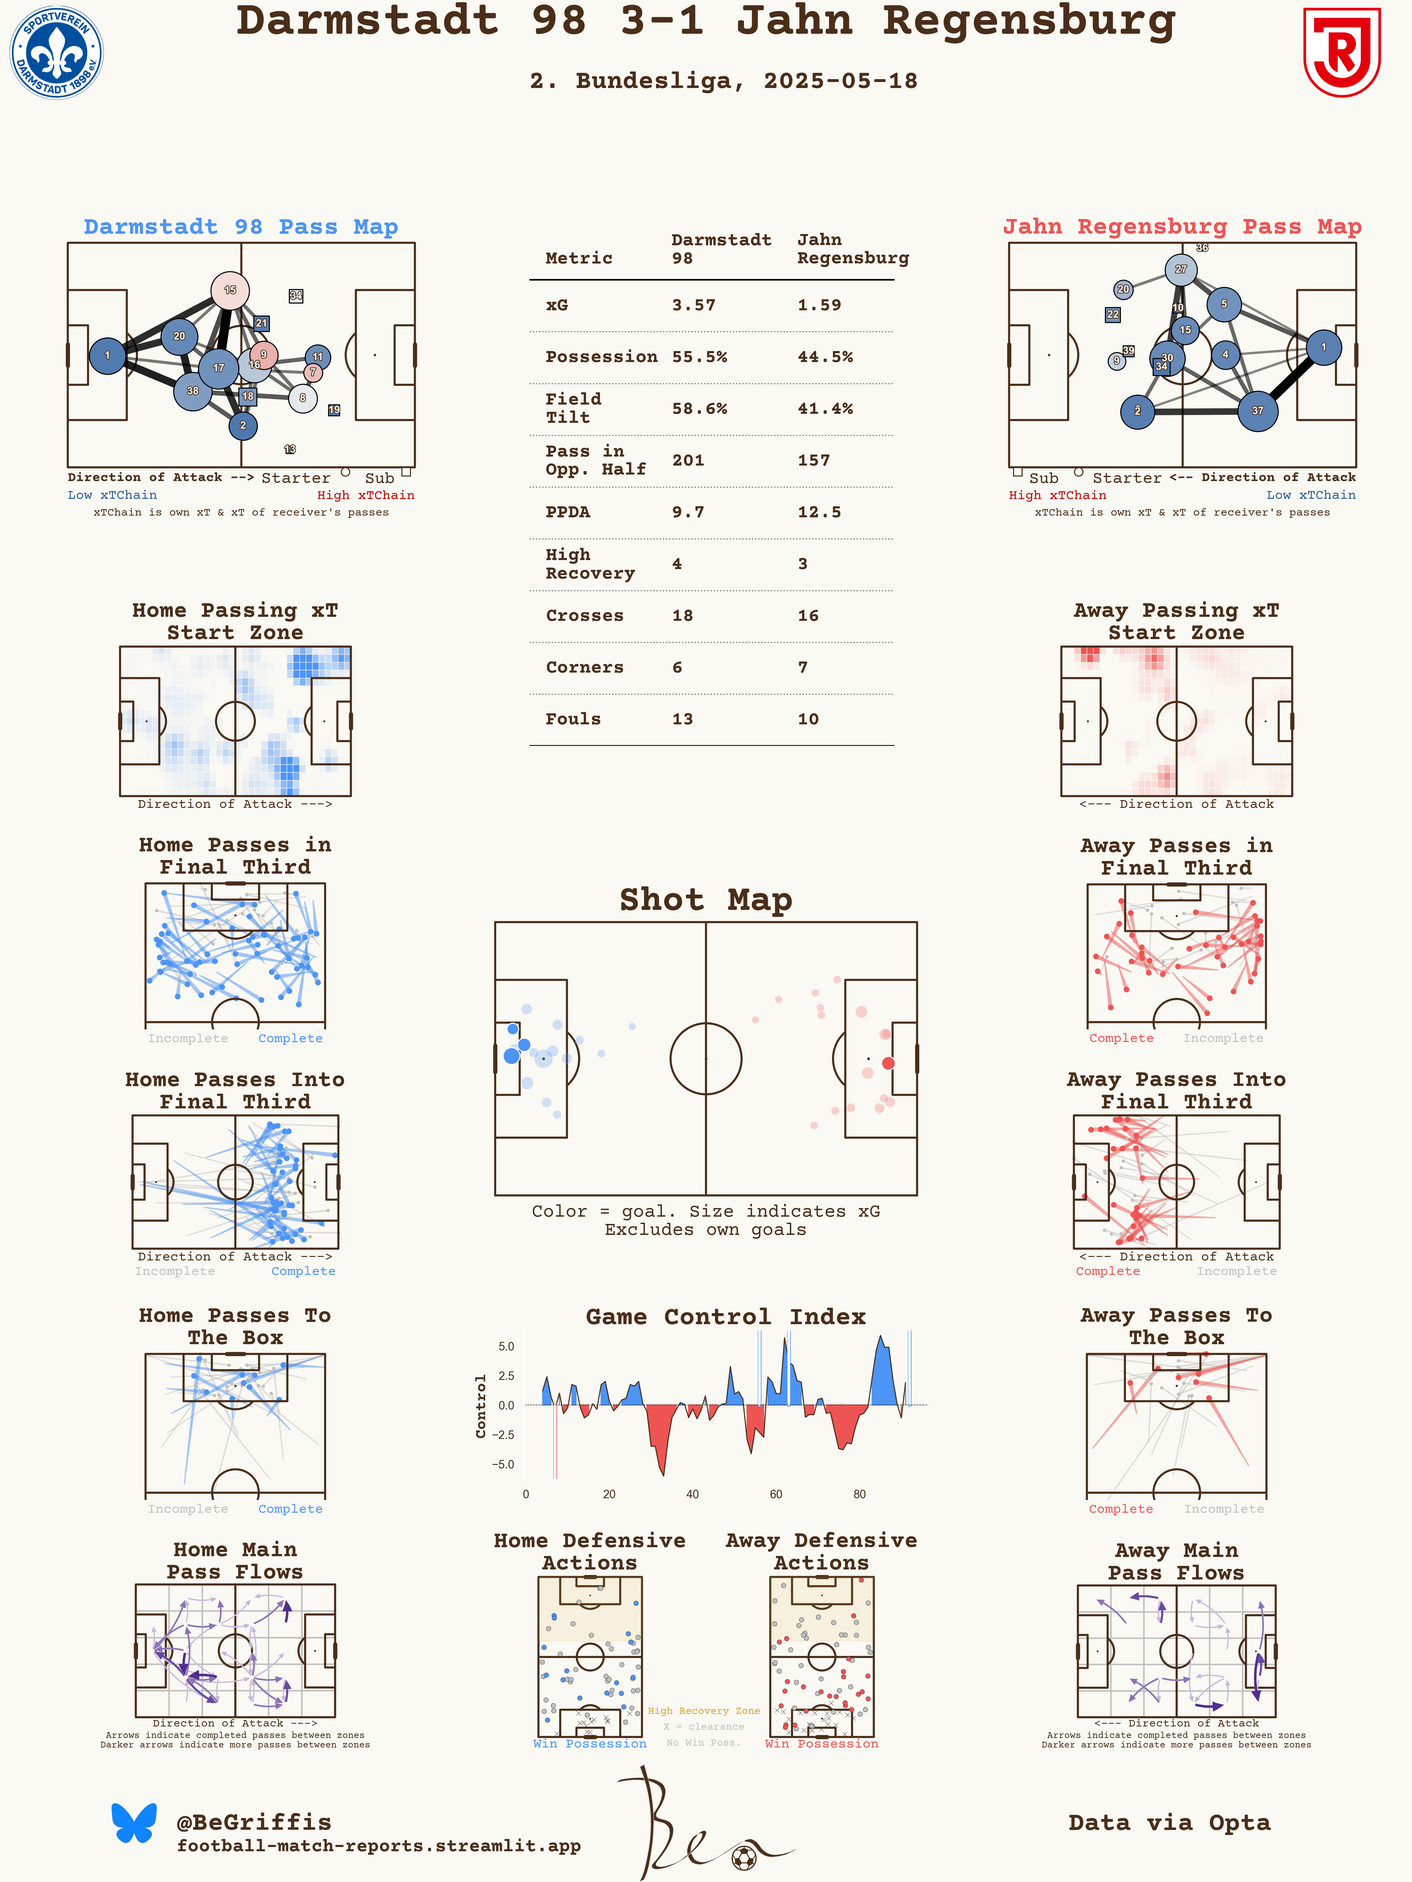 Darmstadt 98 3-1 Jahn Regensburg
2. Bundesliga, 2025-05-18
SPORTVEREIN
DARMSTADT 1898 e.V.
JR
Darmstadt 98 Pass Map
15
34
21
20
1
9
16
11
17
7
38
18
8
19
2
13
Direction of Attack --> Starter Sub
Low xTChain High xTChain
xTChain is own xT & xT of receiver's passes
Metric Darmstadt 98 Jahn Regensburg
xG 3.57 1.59
Possession 55.5% 44.5%
Field Tilt 58.6% 41.4%
Pass in Opp. Half 201 157
PPDA 9.7 12.5
High Recovery 4 3
Crosses 18 16
Corners 6 7
Fouls 13 10
Jahn Regensburg Pass Map
36
27
20
10
5
22
15
1
39
9
30
4
34
2
37
Sub Starter <-- Direction of Attack
High xTChain Low xTChain
xTChain is own xT & xT of receiver's passes
Home Passing xT
Start Zone
Direction of Attack --->
Away Passing xT
Start Zone
<--- Direction of Attack
Home Passes in
Final Third
Incomplete Complete
Away Passes in
Final Third
Complete Incomplete
Shot Map
Color = goal. Size indicates xG
Excludes own goals
Home Passes Into
Final Third
Direction of Attack --->
Incomplete Complete
Away Passes Into
Final Third
<--- Direction of Attack
Complete Incomplete
Home Passes To
The Box
Incomplete Complete
Game Control Index
Control
5.0
2.5
0.0
−2.5
−5.0
0 20 40 60 80
Away Passes To
The Box
Complete Incomplete
Home Main
Pass Flows
Direction of Attack --->
Arrows indicate completed passes between zones
Darker arrows indicate more passes between zones
Home Defensive
Actions
Win Possession
High Recovery Zone
X = clearance
No Win Poss.
Away Defensive
Actions
Win Possession
Away Main
Pass Flows
<--- Direction of Attack
Arrows indicate completed passes between zones
Darker arrows indicate more passes between zones
@BeGriffis
football-match-reports.streamlit.app
Ben
Data via Opta